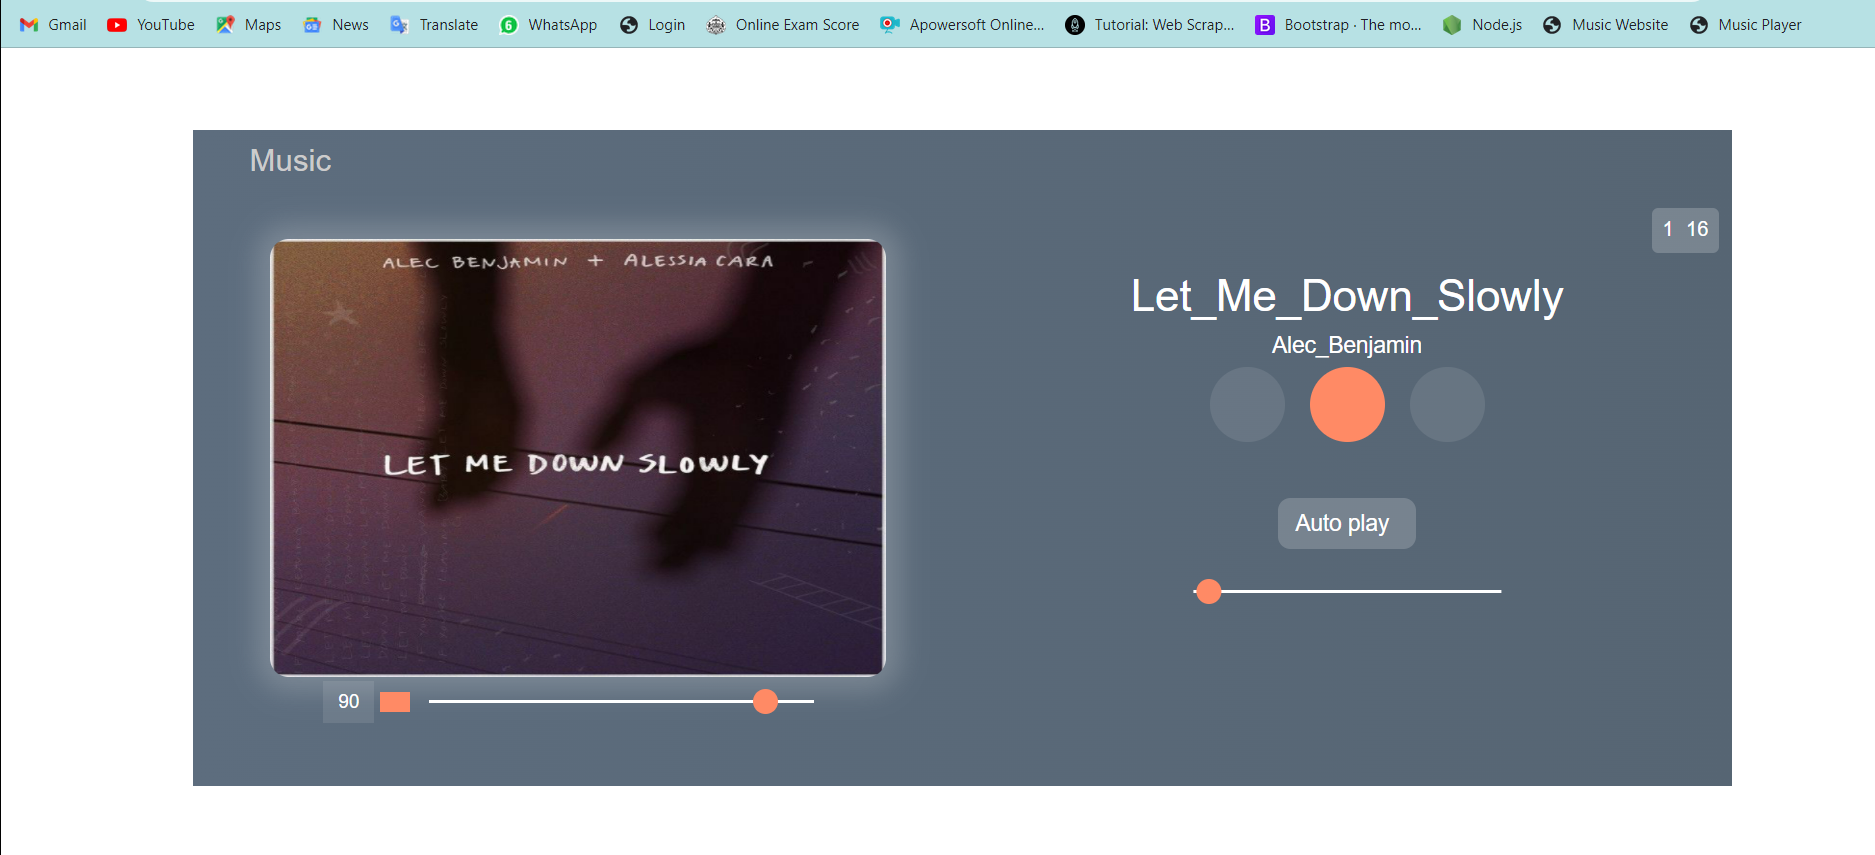 Gmail YouTube Maps News Translate 6 WhatsApp Login Online Exam Score Apowersoft Online... Tutorial: Web Scrap... B Bootstrap · The mo... Node.js Music Website Music Player
Music
1 16
ALEC BENJAMIN + ALESSIA CARA
Let_Me_Down_Slowly
Alec_Benjamin
LET ME DOWN SLOWLY
Auto play
90